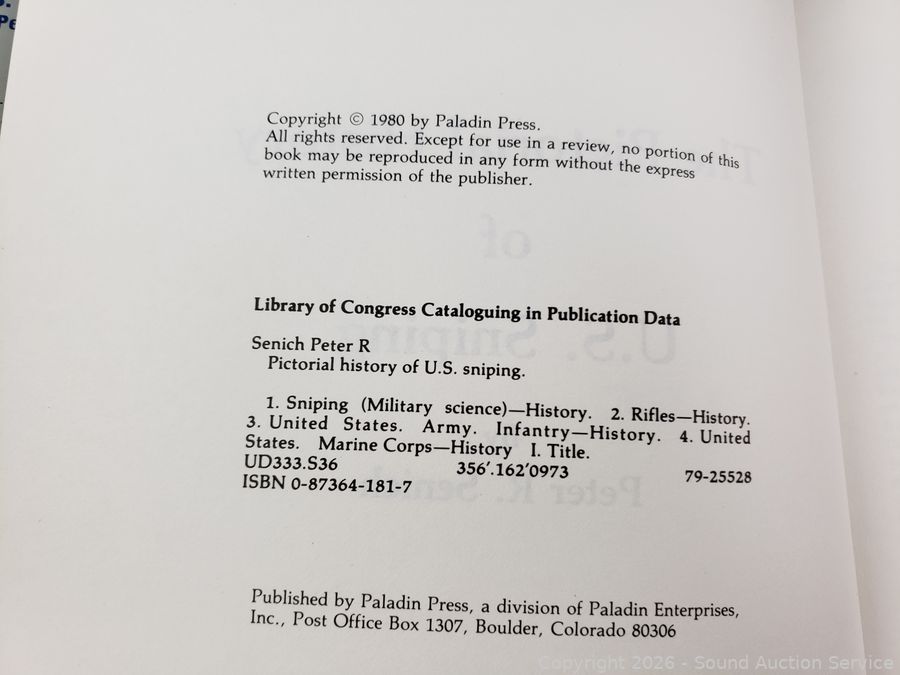 Copyright © 1980 by Paladin Press.
All rights reserved. Except for use in a review, no portion of this
book may be reproduced in any form without the express
written permission of the publisher.
Library of Congress Cataloguing in Publication Data
Senich Peter R
Pictorial history of U.S. sniping.
1. Sniping (Military science)—History. 2. Rifles—History.
3. United States. Army. Infantry—History. 4. United
States. Marine Corps—History I. Title.
UD333.S36 356'.162'0973 79-25528
ISBN 0-87364-181-7
Published by Paladin Press, a division of Paladin Enterprises,
Inc., Post Office Box 1307, Boulder, Colorado 80306
Copyright 2026 - Sound Auction Service